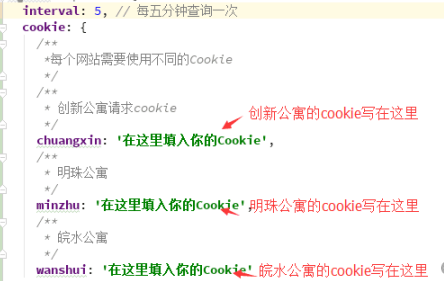 interval: 5, // 每五分钟查询一次
cookie: {
/**
*每个网站需要使用不同的Cookie
*/
/**
* 创新公寓请求cookie
*/
创新公寓的cookie写在这里
chuangxin: '在这里填入你的Cookie',
/**
* 明珠公寓
*/
minzhu: '在这里填入你的Cookie', 明珠公寓的cookie写在这里
/**
* 皖水公寓
*/
wanshui: '在这里填入你的Cookie' 皖水公寓的cookie写在这里